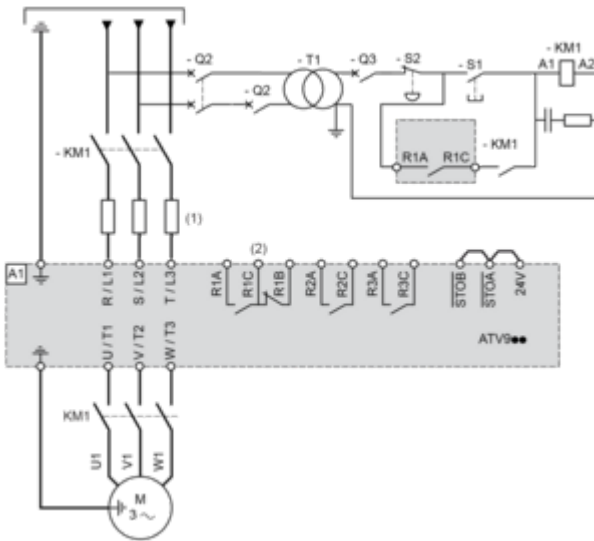 - Q2
- T1
- Q3
- S2
- S1
- KM1
A1
A2
- Q2
- KM1
R1A
R1C
- KM1
(1)
(2)
A1
R / L1
S / L2
T / L3
R1A
R1C
R1B
R2A
R2C
R3A
R3C
STOB
STOA
24V
ATV9●●
U / T1
V / T2
W / T3
KM1
U1
V1
W1
M
3 ~